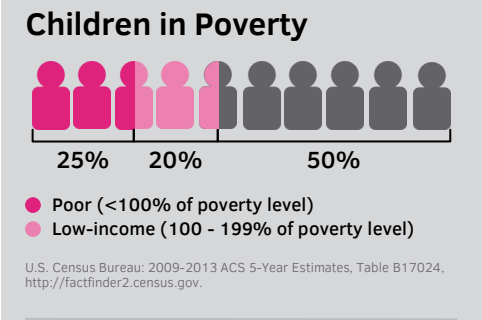 Children in Poverty
25% 20% 50%
Poor (<100% of poverty level)
Low-income (100 - 199% of poverty level)
U.S. Census Bureau: 2009-2013 ACS 5-Year Estimates, Table B17024,
http://factfinder2.census.gov.